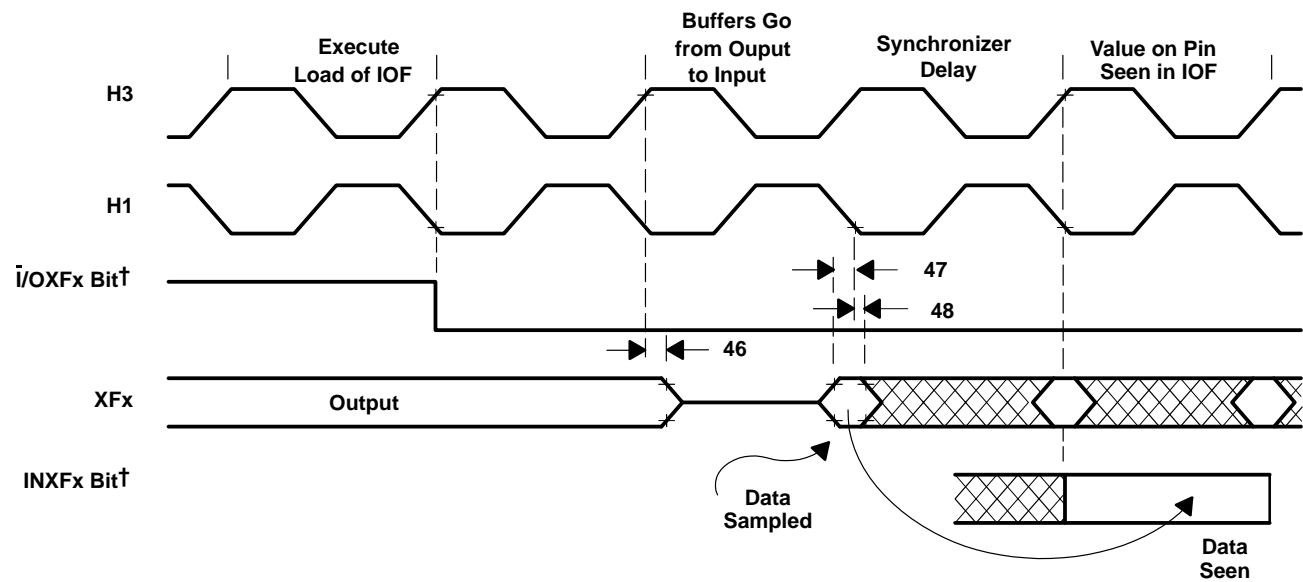 Execute
Load of IOF
Buffers Go
from Ouput
to Input
Synchronizer
Delay
Value on Pin
Seen in IOF
H3
H1
Ī/OXFx Bit†
47
48
46
XFx
Output
INXFx Bit†
Data
Sampled
Data
Seen